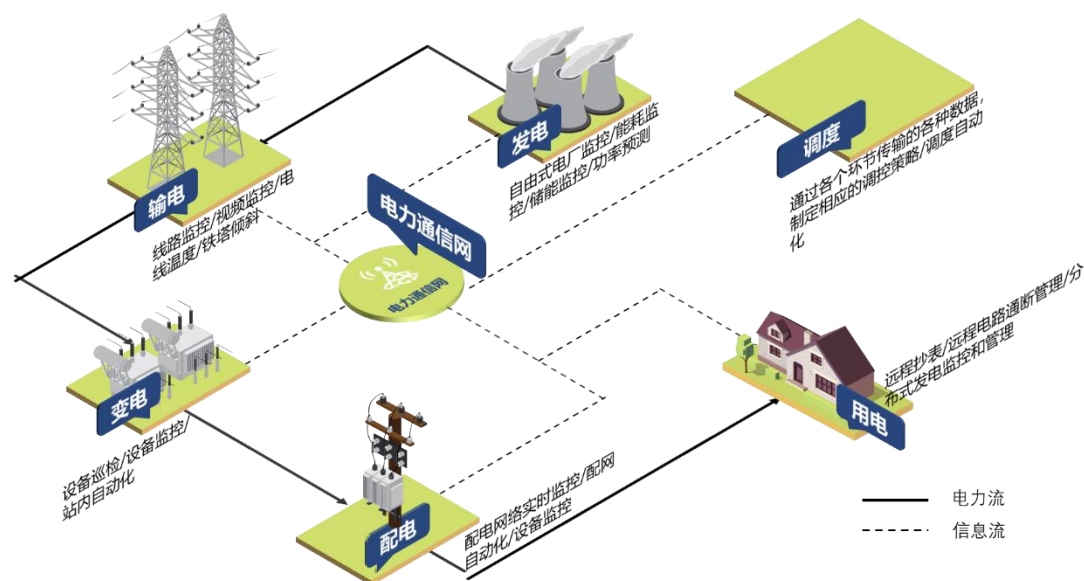 发电
自由式电厂监控/能耗监
控/储能监控/功率预测
调度
通过各个环节传输的各种数据，
制定相应的调控策略/调度自动
化
输电
线路监控/视频监控/电
线温度/铁塔倾斜
电力通信网
电力通信网
变电
设备巡检/设备监控/
站内自动化
用电
远程抄表/远程电路通断管理/分
布式发电监控和管理
配电
配电网络实时监控/配网
自动化/设备监控
电力流
信息流